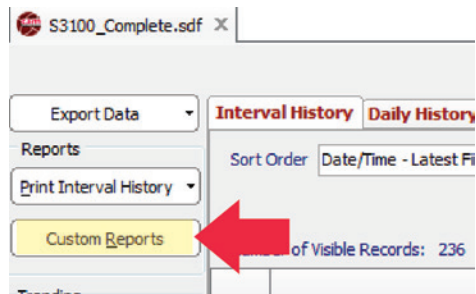 S3100_Complete.sdf X
Export Data
Interval History Daily History
Reports
Sort Order Date/Time - Latest Fi
Print Interval History
Custom Reports
of Visible Records: 236
Trending